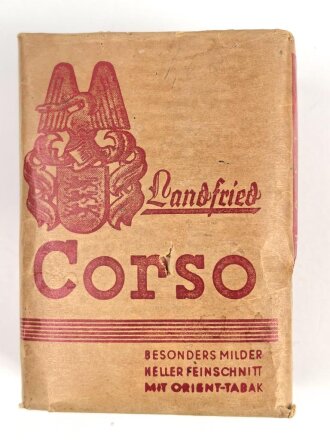 Landfried
Corso
BESONDERS MILDER
HELLER FEINSCHNITT
MIT ORIENT-TABAK